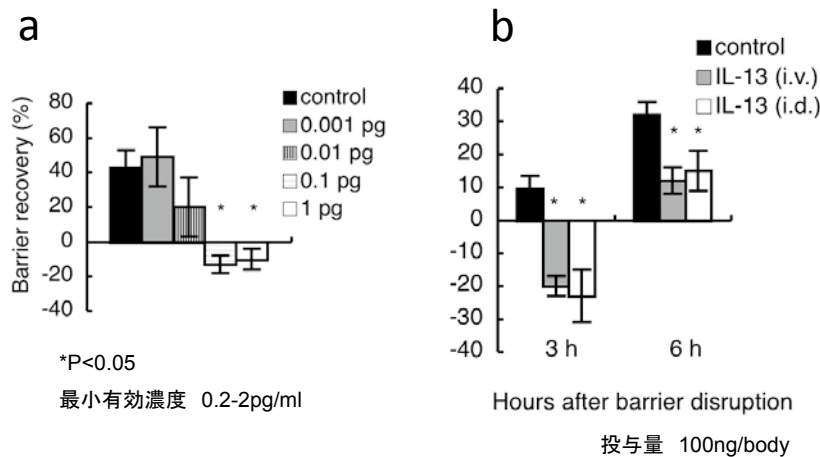 a
Barrier recovery (%)
80
60
40
20
0
-20
-40
control
0.001 pg
0.01 pg
0.1 pg
1 pg
* *
*P<0.05
最小有効濃度 0.2-2pg/ml
b
control
IL-13 (i.v.)
IL-13 (i.d.)
40
30
20
10
0
-10
-20
-30
-40
* *
* *
3 h 6 h
Hours after barrier disruption
投与量 100ng/body